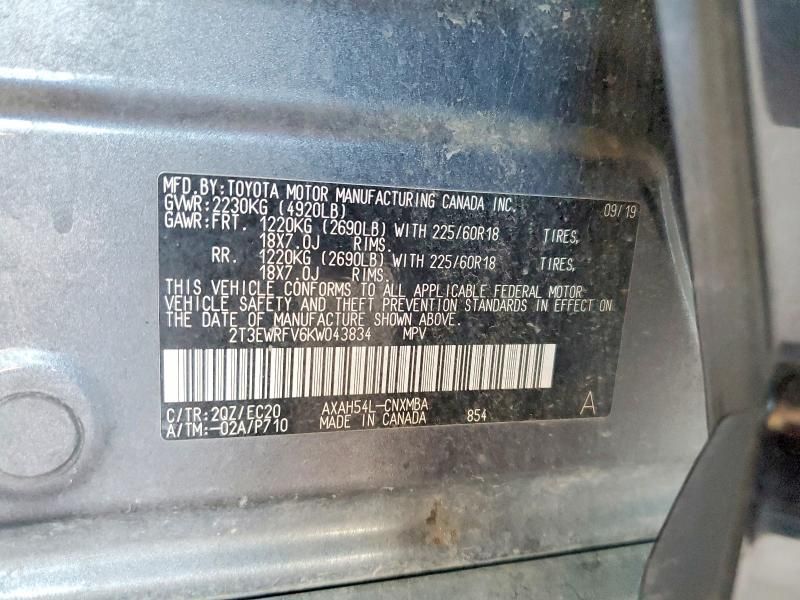 MFD.BY:TOYOTA MOTOR MANUFACTURING CANADA INC. 09/19
GVWR:2230KG (4920LB)
GAWR:FRT. 1220KG (2690LB) WITH 225/60R18 TIRES,
18X7.0J RIMS.
RR. 1220KG (2690LB) WITH 225/60R18 TIRES,
18X7.0J RIMS.
THIS VEHICLE CONFORMS TO ALL APPLICABLE FEDERAL MOTOR
VEHICLE SAFETY AND THEFT PREVENTION STANDARDS IN EFFECT ON
THE DATE OF MANUFACTURE SHOWN ABOVE.
2T3EWRFV6KW043834 MPV
C/TR:2QZ/EC20 AXAH54L-CNXMBA A
A/TM:-02A/P710 MADE IN CANADA 854